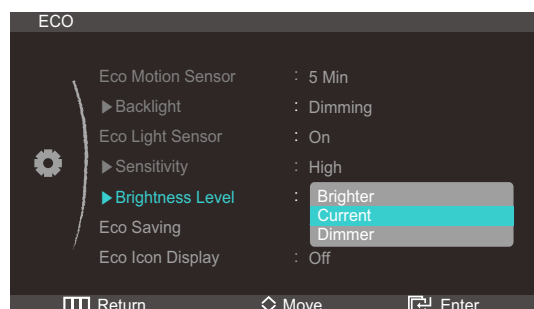 ECO
Eco Motion Sensor : 5 Min
▶Backlight : Dimming
Eco Light Sensor : On
▶Sensitivity : High
▶Brightness Level : Brighter
Current
Dimmer
Eco Saving
Eco Icon Display : Off
Return Move Enter